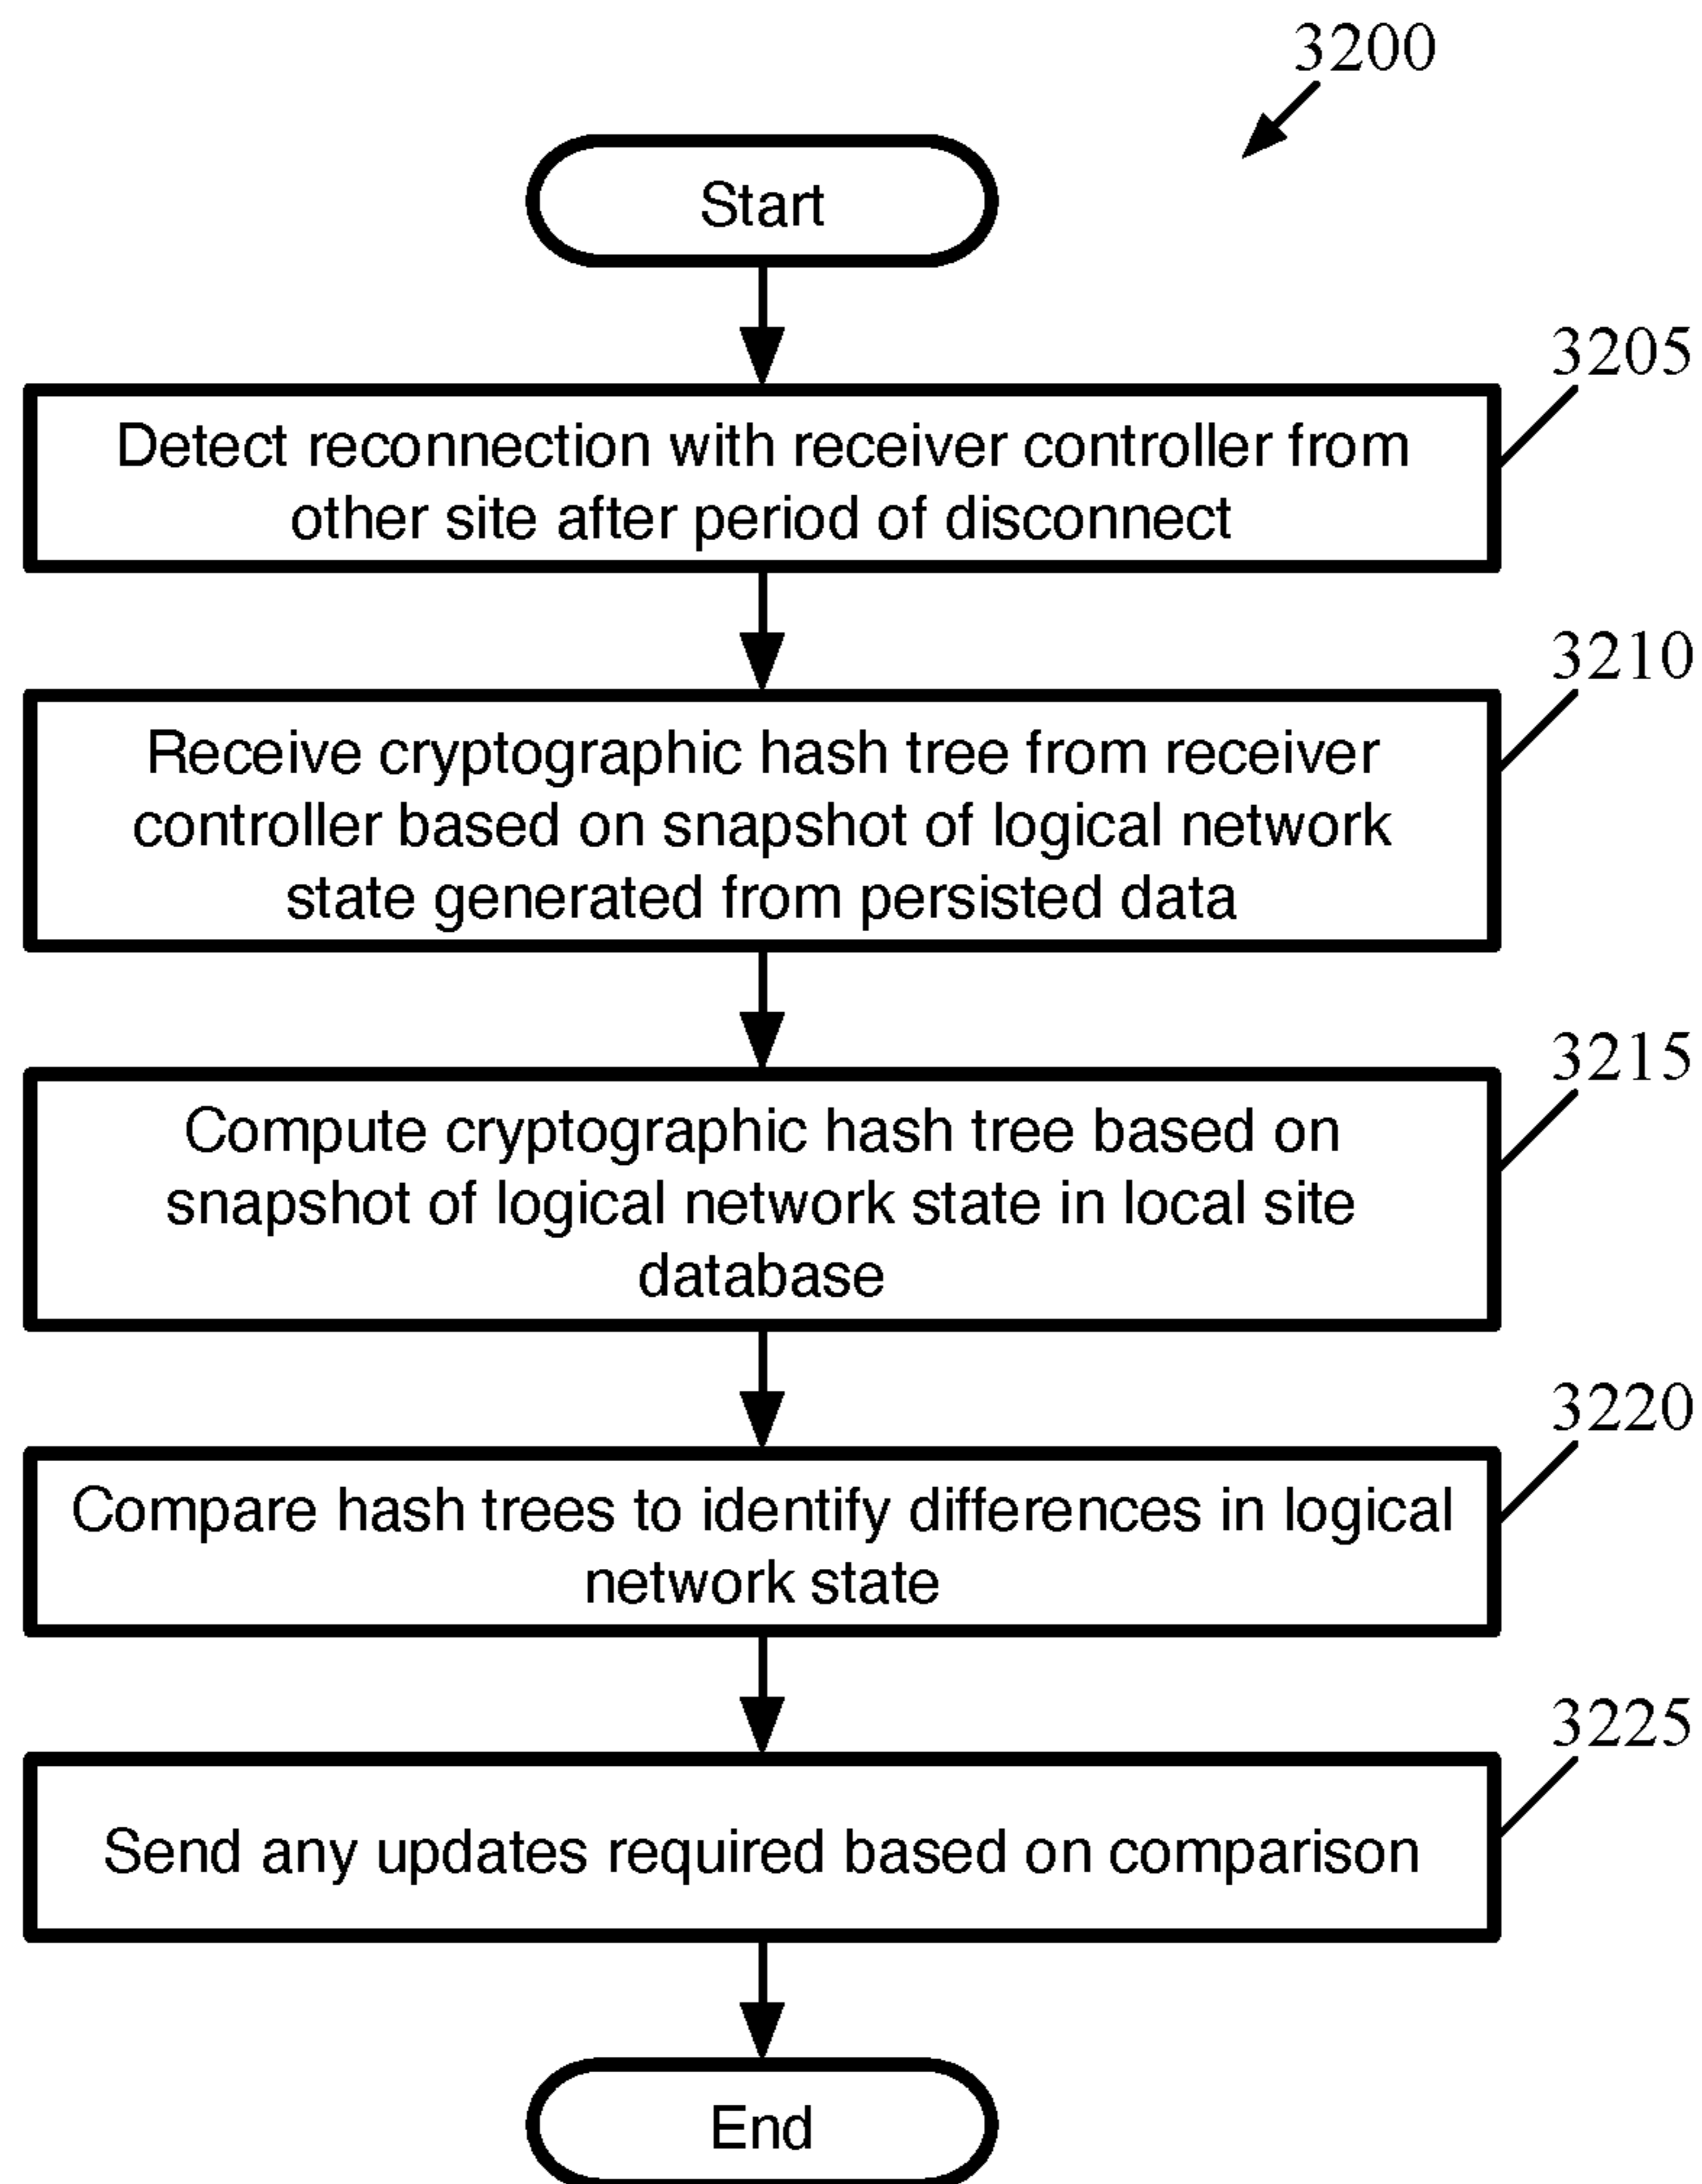 3200
Start
3205
Detect reconnection with receiver controller from
other site after period of disconnect
3210
Receive cryptographic hash tree from receiver
controller based on snapshot of logical network
state generated from persisted data
3215
Compute cryptographic hash tree based on
snapshot of logical network state in local site
database
3220
Compare hash trees to identify differences in logical
network state
3225
Send any updates required based on comparison
End